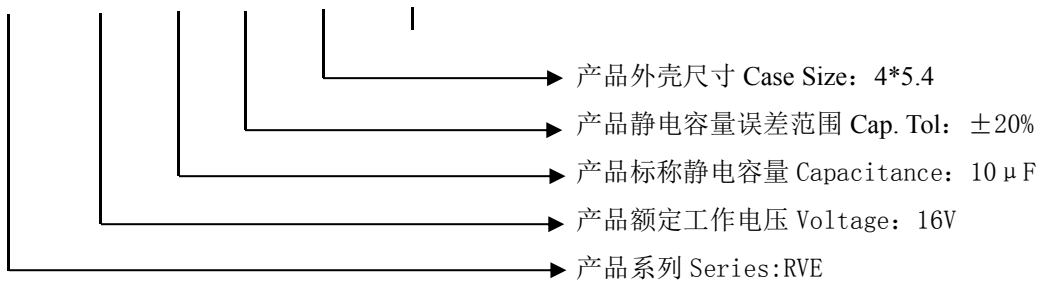 产品外壳尺寸 Case Size：4*5.4
产品静电容量误差范围 Cap. Tol：±20%
产品标称静电容量 Capacitance：10μF
产品额定工作电压 Voltage：16V
产品系列 Series:RVE